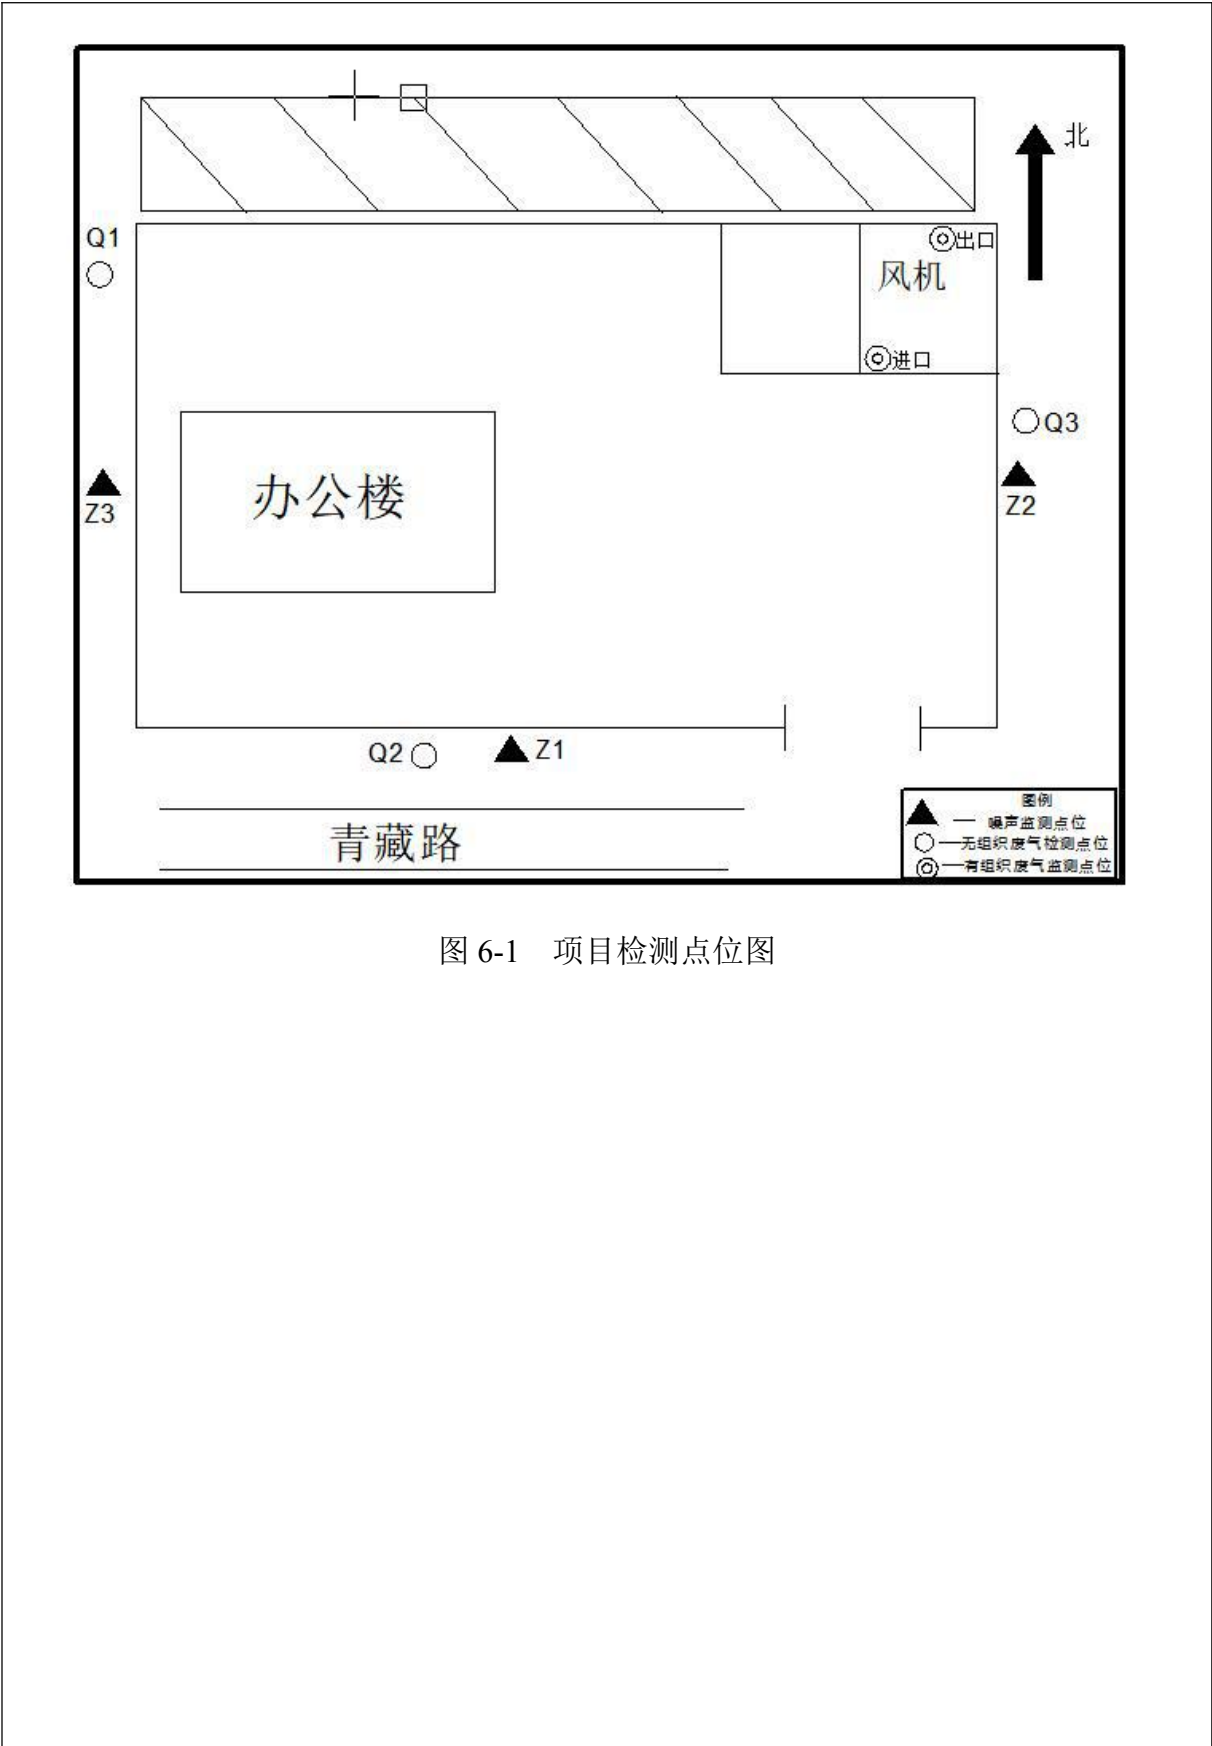 北
Q1
出口
风机
进口
Q3
办公楼
Z3
Z2
Q2
Z1
图例
噪声监测点位
无组织废气检测点位
有组织废气监测点位
青藏路
图 6-1 项目检测点位图